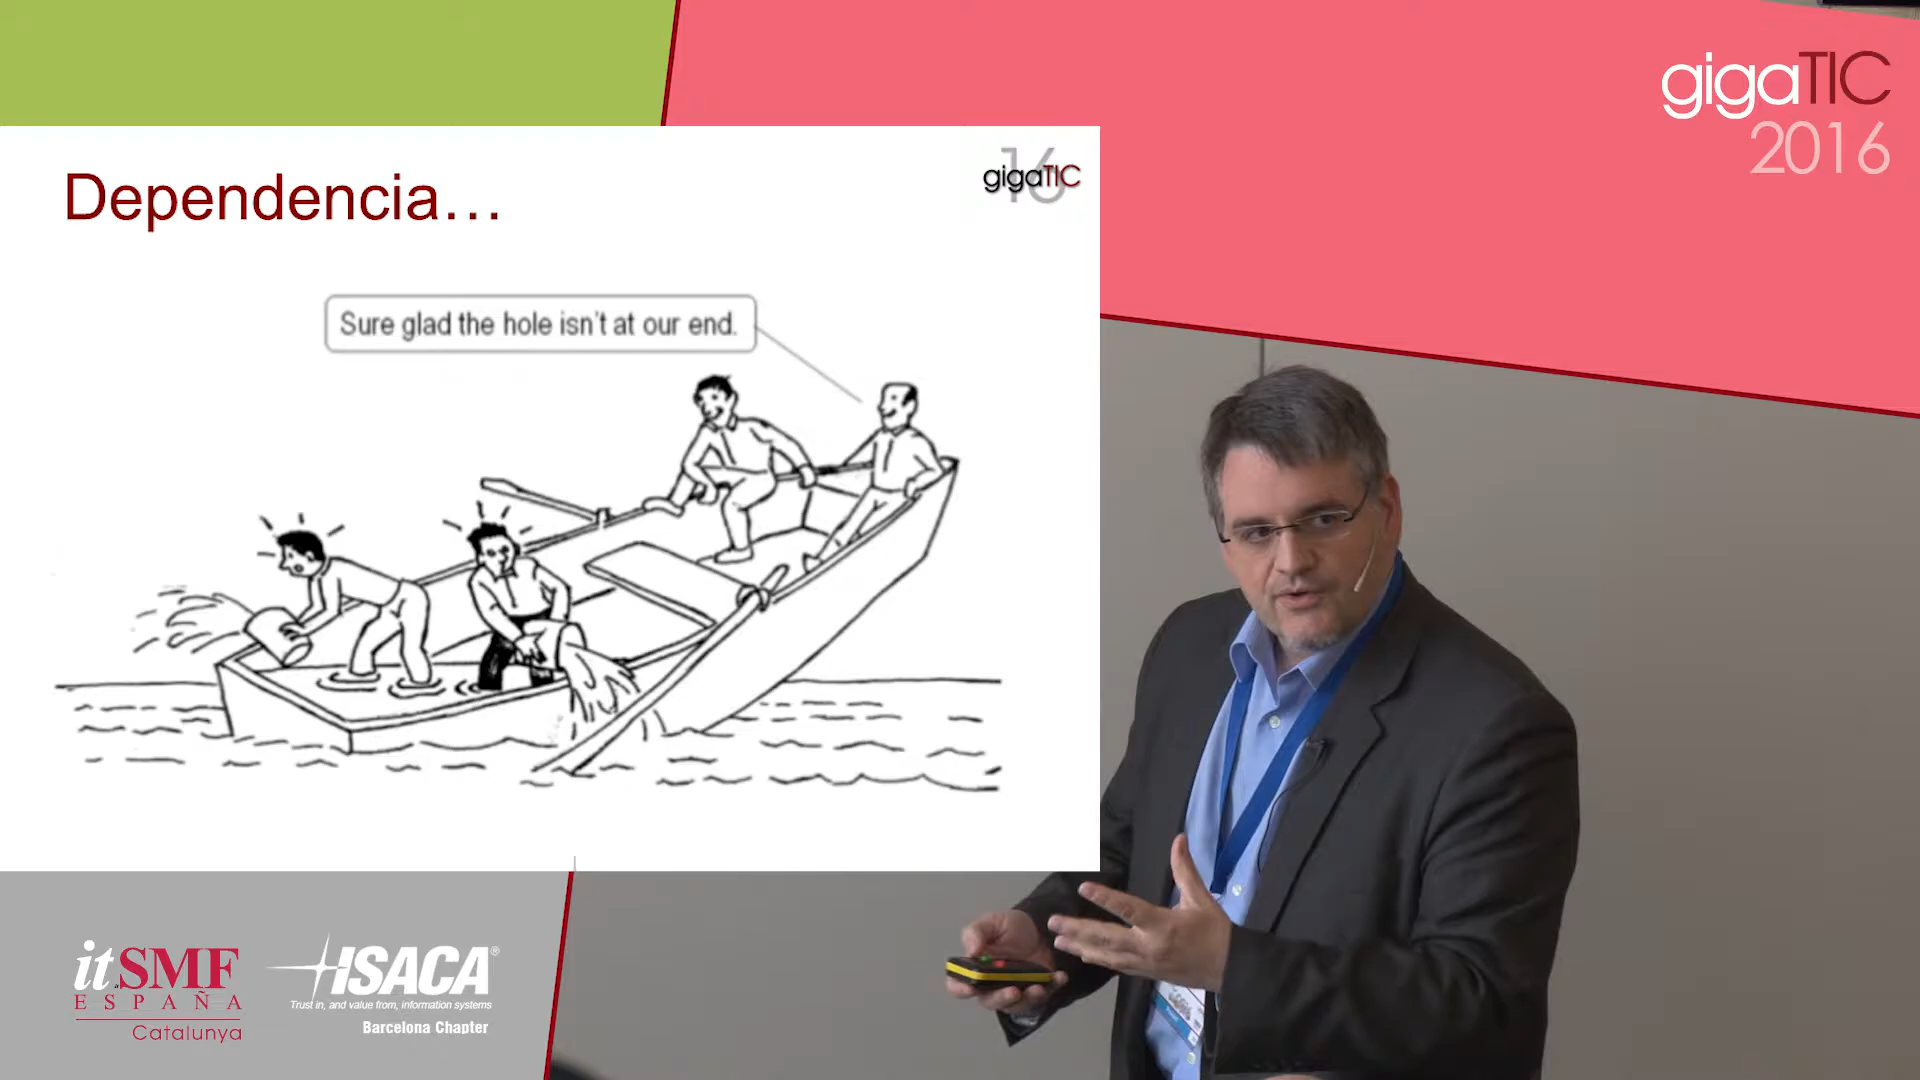 gigaTIC
2016
Dependencia...
16
gigaTIC
Sure glad the hole isn't at our end.
itSMF
ESPAÑA
Catalunya
ISACA®
Trust in, and value from, information systems
Barcelona Chapter